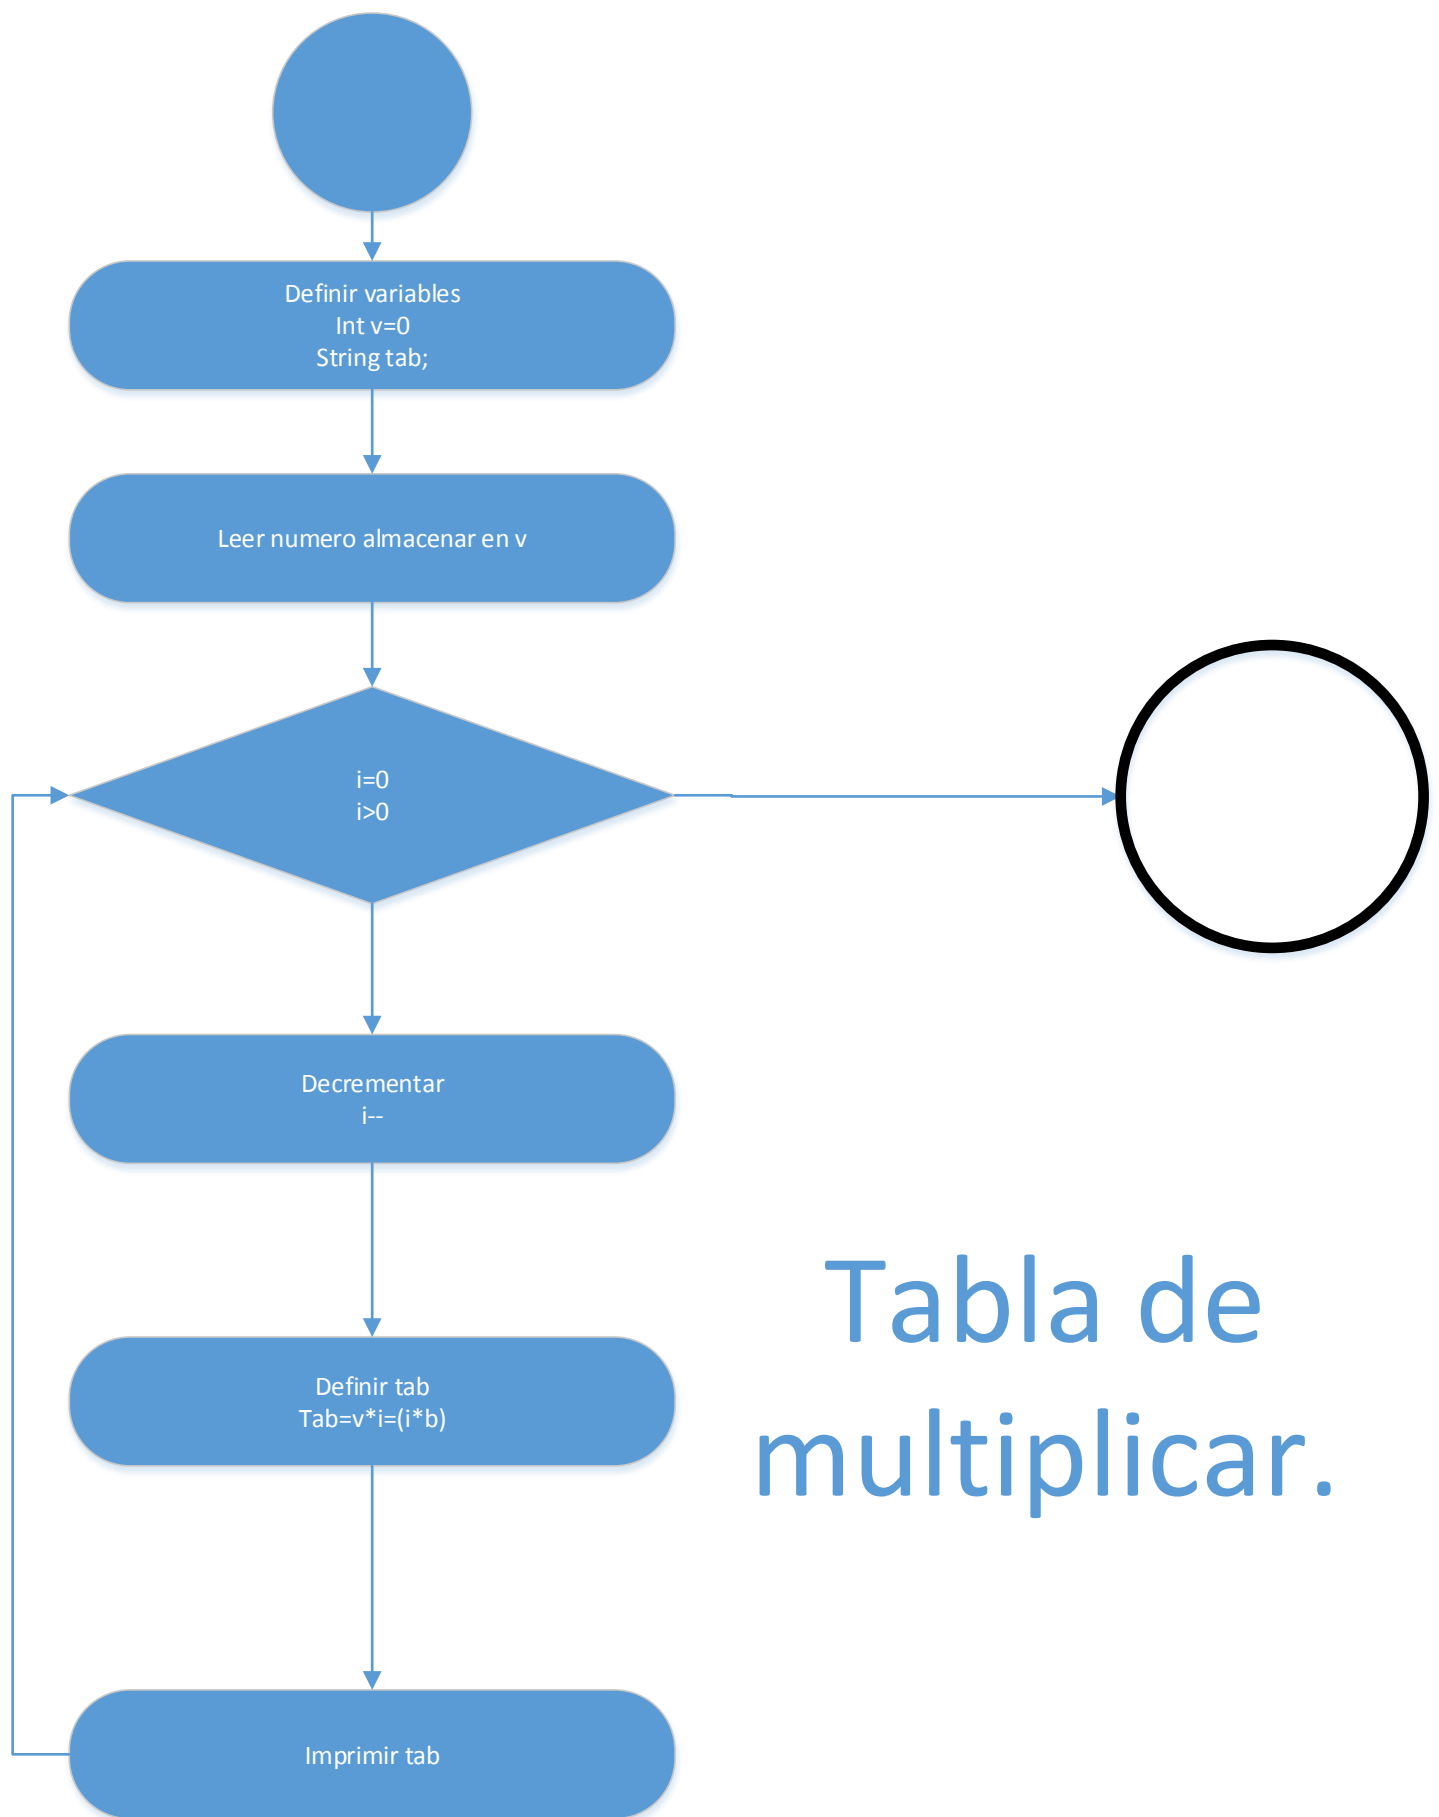 Definir variables
Int v=0
String tab;
Leer numero almacenar en v
i=0
i>0
Decrementar
i--
Definir tab
Tab=v*i=(i*b)
Imprimir tab
Tabla de
multiplicar.